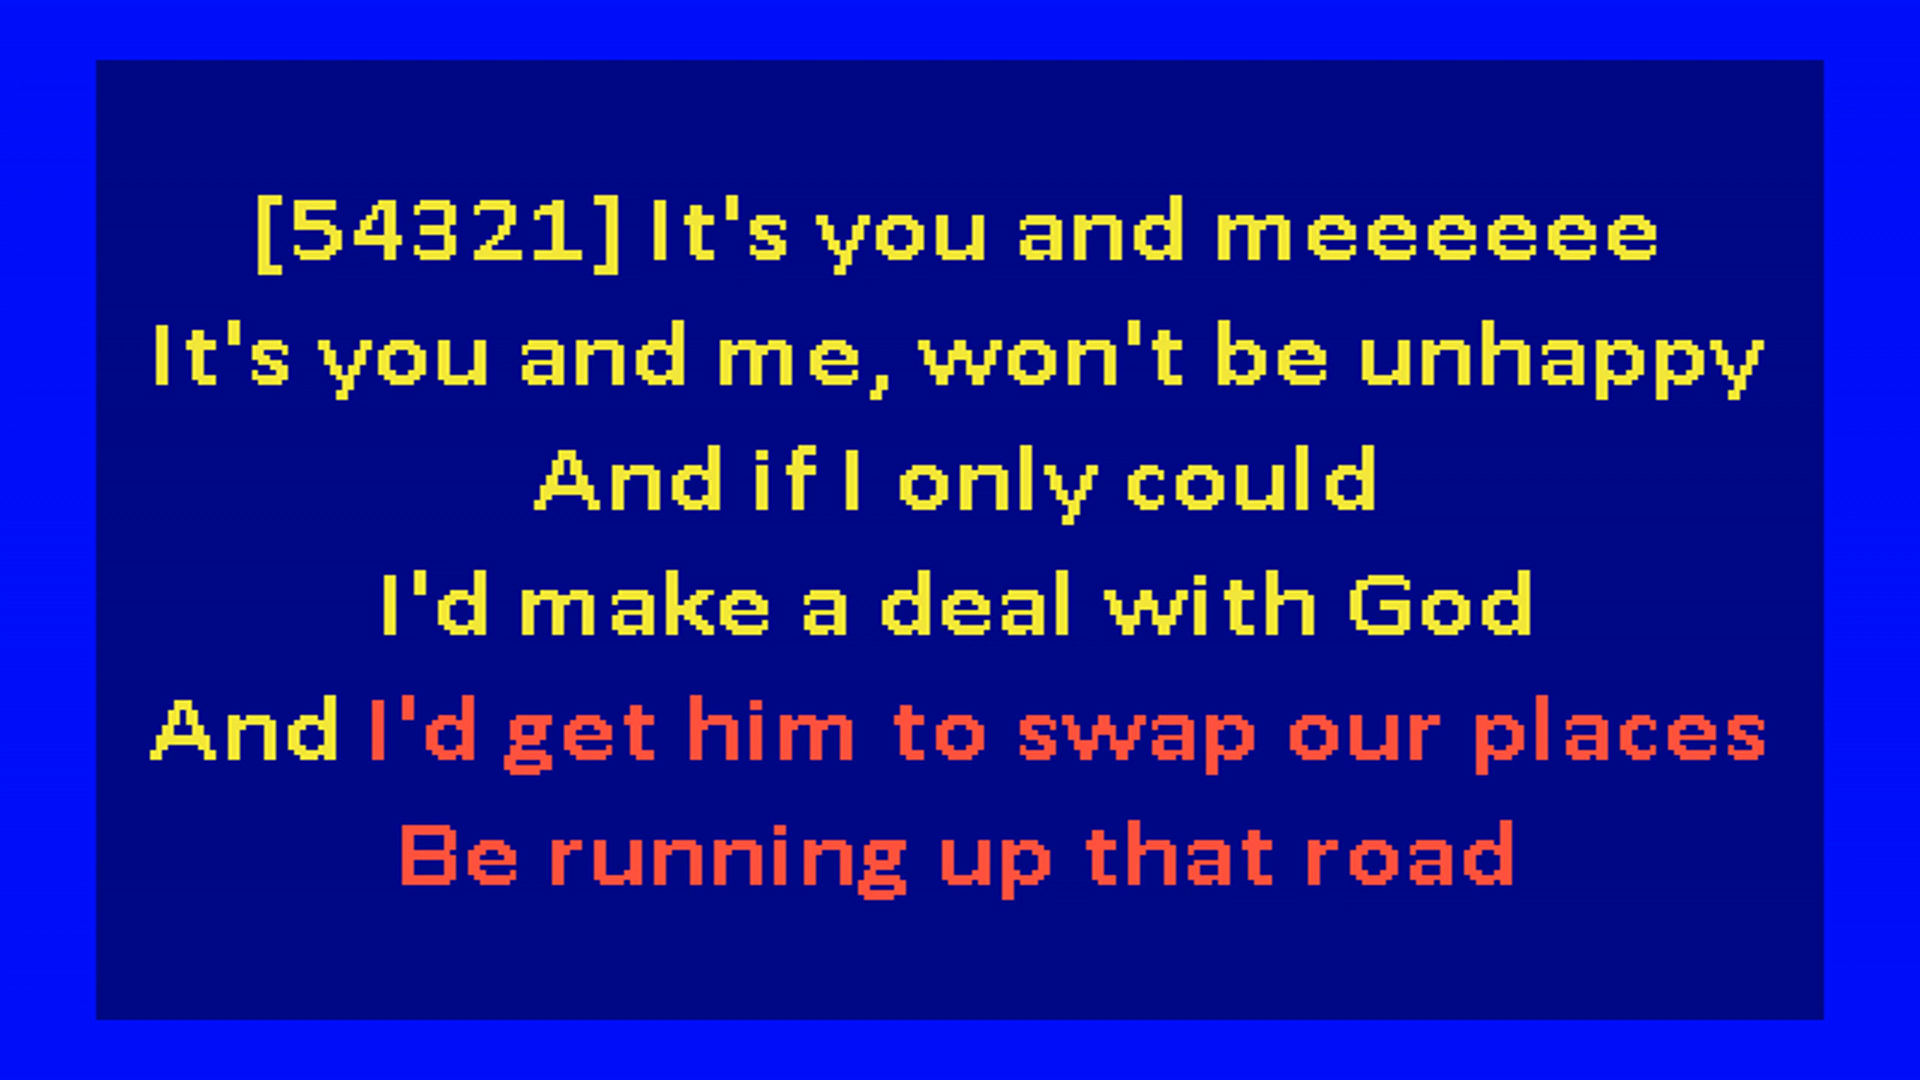 [54321] It's you and meeeeee
It's you and me, won't be unhappy
And if I only could
I'd make a deal with God
And I'd get him to swap our places
Be running up that road